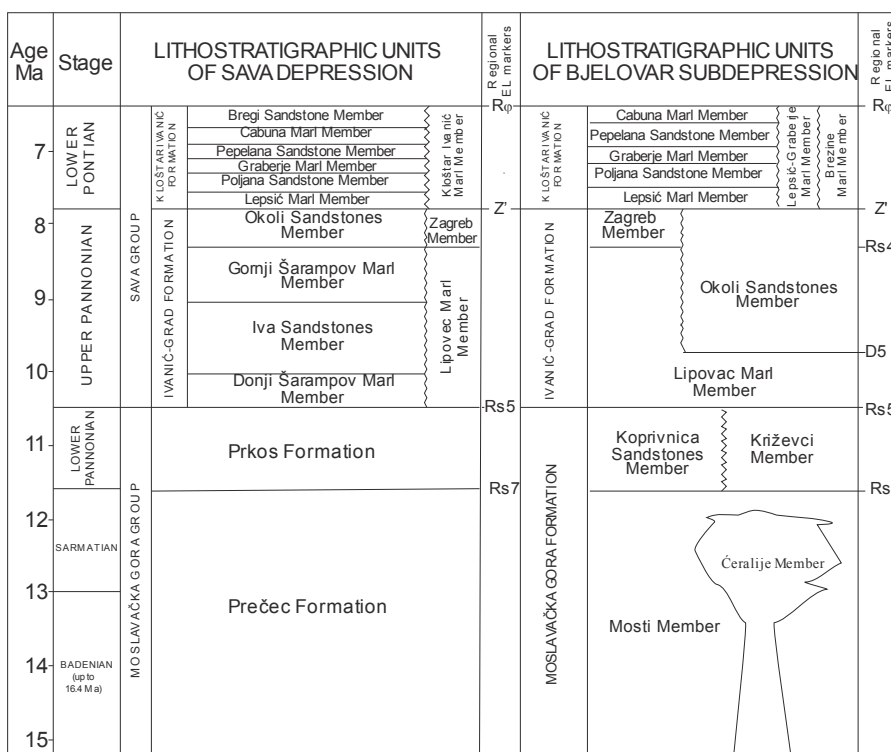 Age
Ma
Stage
LITHOSTRATIGRAPHIC UNITS
OF SAVA DEPRESSION
Regional
EL markers
LITHOSTRATIGRAPHIC UNITS
OF BJELOVAR SUBDEPRESSION
Regional
EL markers
7
8
9
10
11
12
13
14
15
LOWER
PONTIAN
UPPER PANNONIAN
LOWER
PANNONIAN
SARMATIAN
BADENIAN
(up to
16.4 Ma)
SAVA GROUP
MOSLAVAČKA GORA GROUP
KLOŠTAR IVANIĆ
FORMATION
IVANIĆ-GRAD FORMATION
Bregi Sandstone Member
Cabuna Marl Member
Pepelana Sandstone Member
Graberje Marl Member
Poljana Sandstone Member
Lepsić Marl Member
Kloštar Ivanić
Marl Member
Okoli Sandstones
Member
Zagreb
Member
Gornji Šarampov Marl
Member
Iva Sandstones
Member
Donji Šarampov Marl
Member
Lipovec Marl
Member
Prkos Formation
Prečec Formation
Rφ
Z'
Rs5
Rs7
KLOŠTAR IVANIĆ
FORMATION
IVANIĆ-GRAD FORMATION
MOSLAVAČKA GORA FORMATION
Cabuna Marl Member
Pepelana Sandstone Member
Graberje Marl Member
Poljana Sandstone Member
Lepsić Marl Member
Lepsić-Graberje
Marl Member
Brezine
Marl Member
Zagreb
Member
Okoli Sandstones
Member
Lipovac Marl
Member
Koprivnica
Sandstones
Member
Križevci
Member
Ćeralije Member
Mosti Member
Rφ
Z'
Rs4
D5
Rs5
Rs